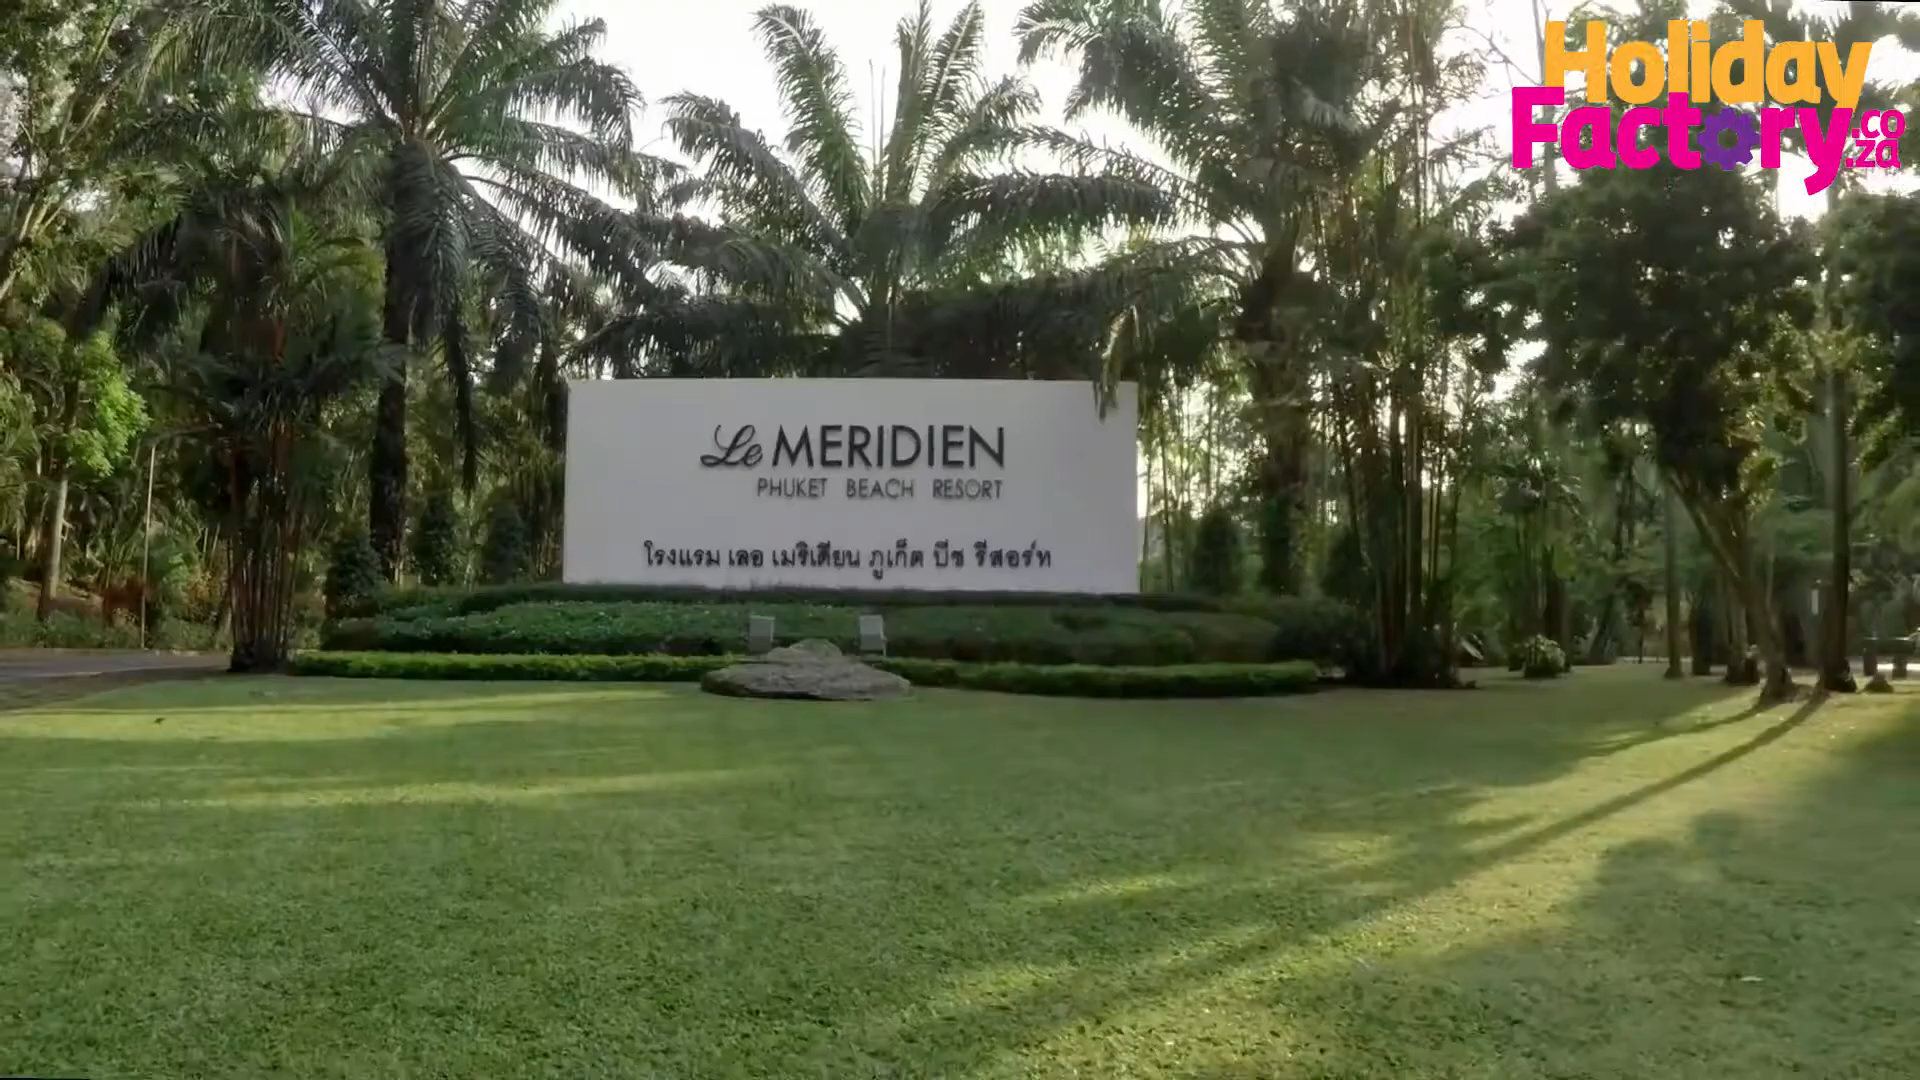 Holiday
Factory.co.za
Le MERIDIEN
PHUKET BEACH RESORT
โรงแรม เลอ เมริเดียน ภูเก็ต บีช รีสอร์ท